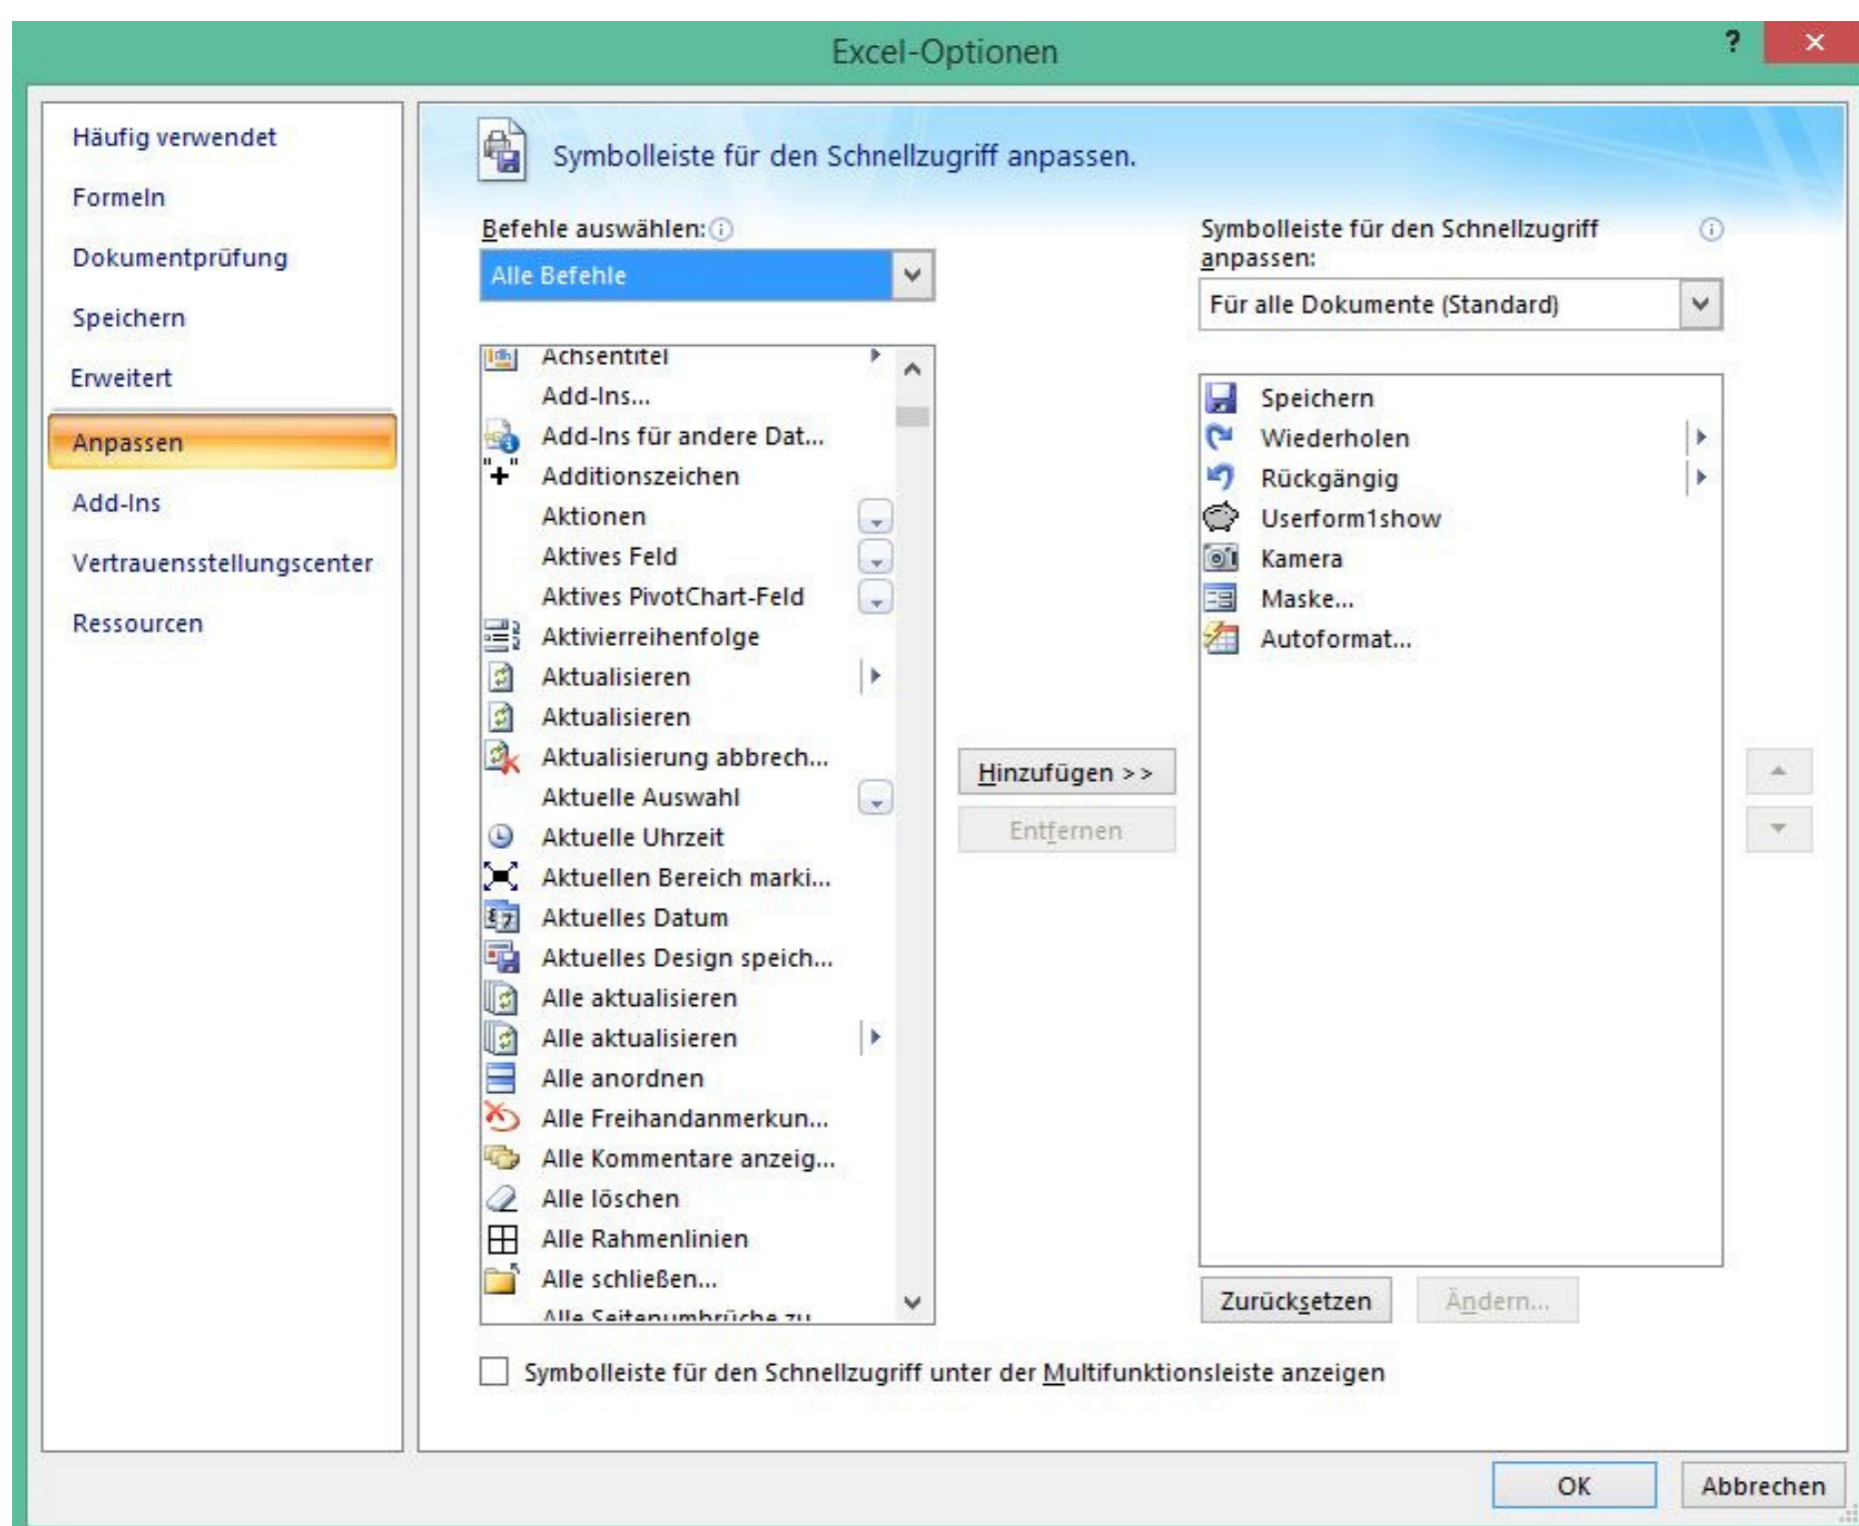 Excel-Optionen
?
Häufig verwendet
Formeln
Dokumentprüfung
Speichern
Erweitert
Anpassen
Add-Ins
Vertrauensstellungscenter
Ressourcen
Symbolleiste für den Schnellzugriff anpassen.
Befehle auswählen:
Alle Befehle
Achsentitel
Add-Ins...
Add-Ins für andere Dat...
"+" Additionszeichen
Aktionen
Aktives Feld
Aktives PivotChart-Feld
Aktivierreihenfolge
Aktualisieren
Aktualisieren
Aktualisierung abbrech...
Aktuelle Auswahl
Aktuelle Uhrzeit
Aktuellen Bereich marki...
Aktuelles Datum
Aktuelles Design speich...
Alle aktualisieren
Alle aktualisieren
Alle anordnen
Alle Freihandanmerkun...
Alle Kommentare anzeig...
Alle löschen
Alle Rahmenlinien
Alle schließen...
Alle Seitenumbrüche zu
Hinzufügen >>
Entfernen
Symbolleiste für den Schnellzugriff
anpassen:
Für alle Dokumente (Standard)
Speichern
Wiederholen
Rückgängig
Userform1show
Kamera
Maske...
Autoformat...
Zurücksetzen
Ändern...
Symbolleiste für den Schnellzugriff unter der Multifunktionsleiste anzeigen
OK
Abbrechen